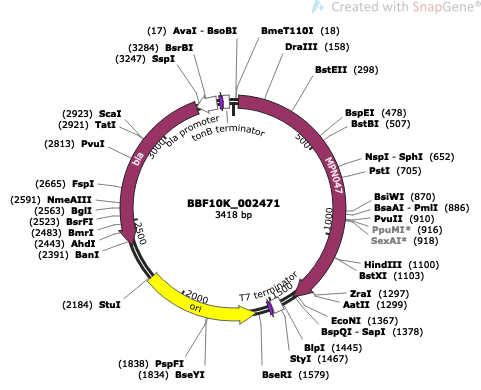 Created with SnapGene®
(17) AvaI - BsoBI
BmeT110I (18)
(3284) BsrBI
DraIII (158)
(3247) SspI
BstEII (298)
bla promoter
tonB terminator
(2923) ScaI
(2921) TatI
(2813) PvuI
BspEI (478)
BstBI (507)
3000
500
bla
MPN047
NspI - SphI (652)
PstI (705)
(2665) FspI
(2591) NmeAIII
(2563) BglI
(2523) BsrFI
(2483) BmrI
(2443) AhdI
(2391) BanI
BBF10K_002471
3418 bp
BsiWI (870)
BsaAI - PmlI (886)
PvuII (910)
PpuMI* (916)
SexAI* (918)
2500
1000
HindIII (1100)
BstXI (1103)
T7 terminator
1500
2000
ori
(2184) StuI
ZraI (1297)
AatII (1299)
EcoNI (1367)
BspQI - SapI (1378)
BlpI (1445)
StyI (1467)
(1838) PspFI
(1834) BseYI
BseRI (1579)